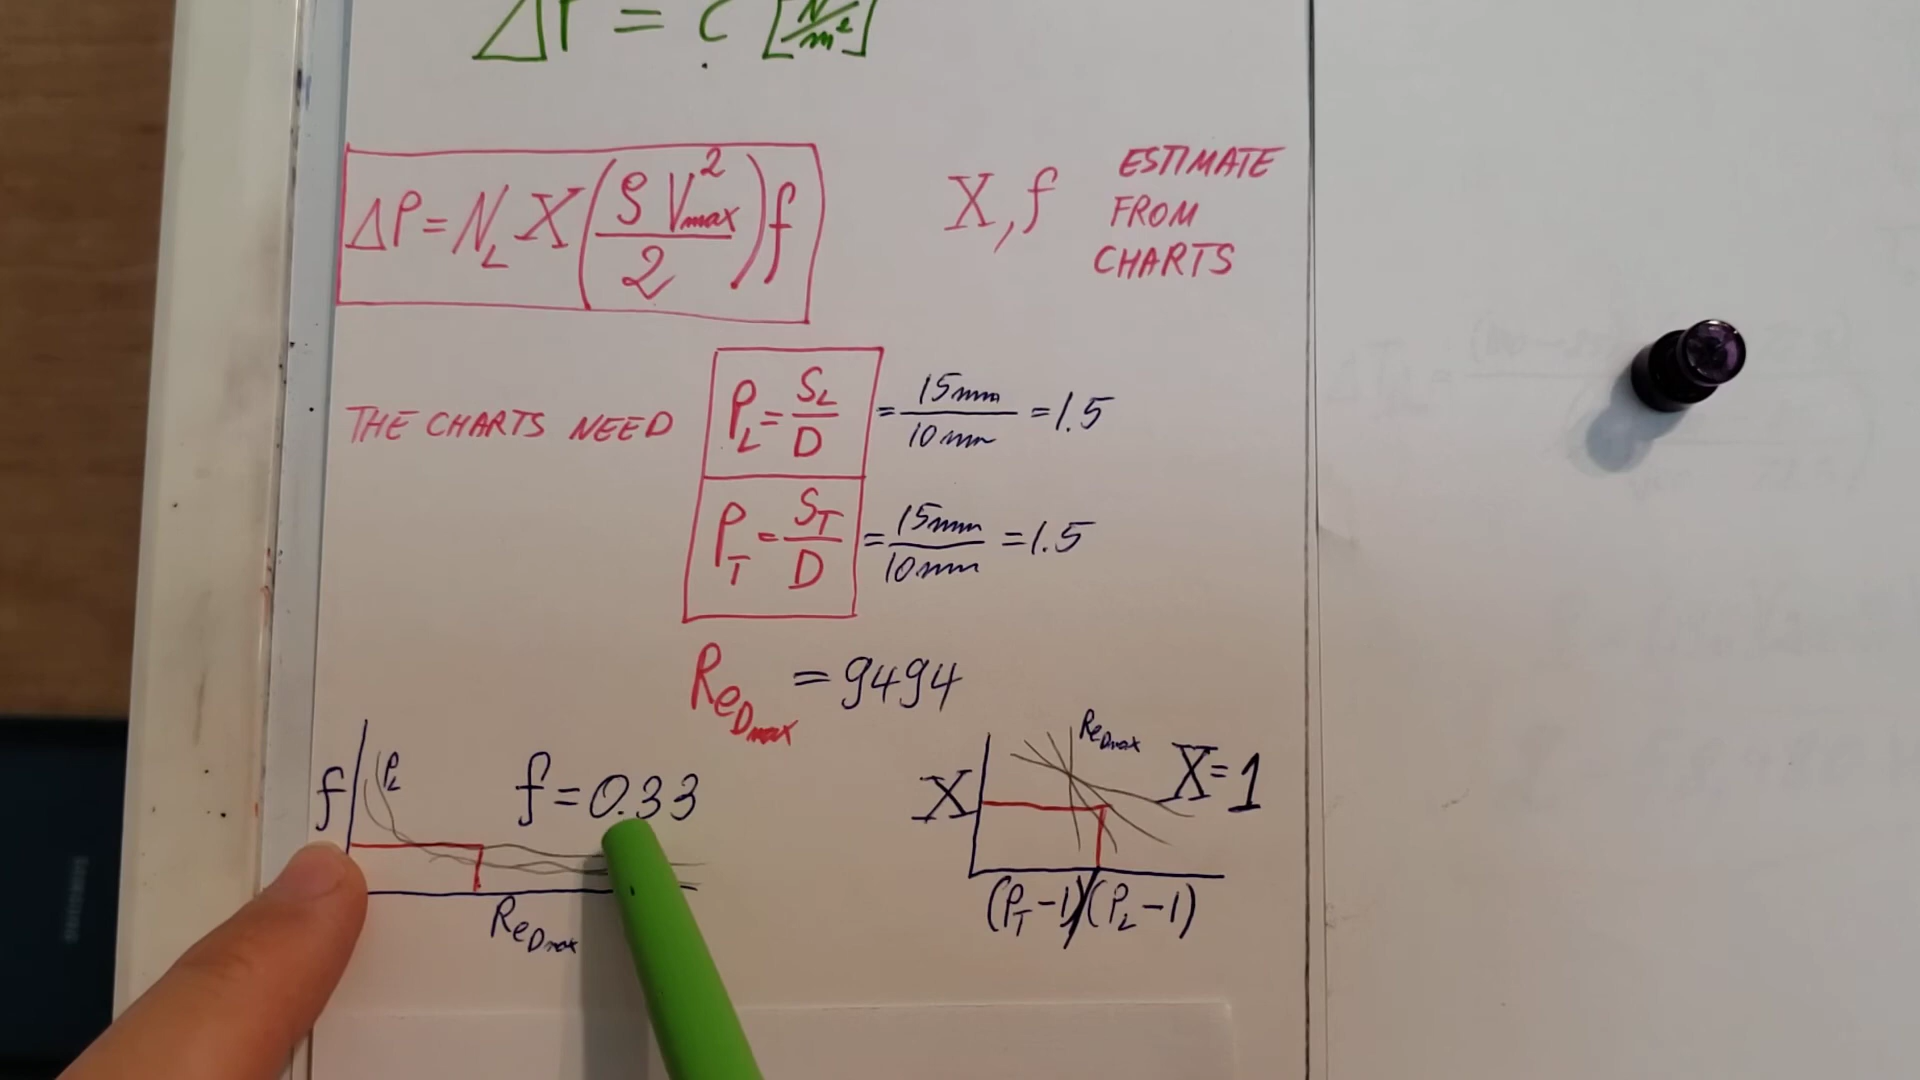 ΔP = ? [N/m²]
ΔP = N_L X (ρ V_max² / 2) f
X, f ESTIMATE
FROM
CHARTS
THE CHARTS NEED P_L = S_L / D = 15mm / 10mm = 1.5
P_T = S_T / D = 15mm / 10mm = 1.5
Re_Dmax = 9494
f P_L f = 0.33
Re_Dmax
X Re_Dmax X = 1
(P_T - 1)/(P_L - 1)
SAMSUNG